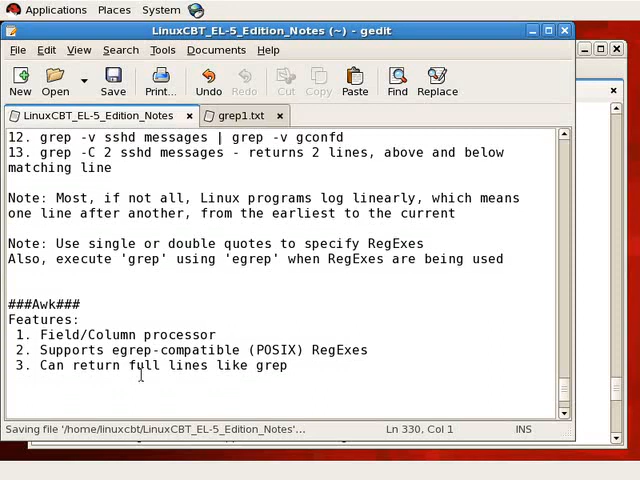 Applications Places System
LinuxCBT_EL-5_Edition_Notes (~) - gedit
File Edit View Search Tools Documents Help
New Open Save Print... Undo Redo Cut Copy Paste Find Replace
LinuxCBT_EL-5_Edition_Notes grep1.txt
12. grep -v sshd messages | grep -v gconfd
13. grep -C 2 sshd messages - returns 2 lines, above and below
matching line
Note: Most, if not all, Linux programs log linearly, which means
one line after another, from the earliest to the current
Note: Use single or double quotes to specify RegExes
Also, execute 'grep' using 'egrep' when RegExes are being used
###Awk###
Features:
1. Field/Column processor
2. Supports egrep-compatible (POSIX) RegExes
3. Can return full lines like grep
Saving file '/home/linuxcbt/LinuxCBT_EL-5_Edition_Notes'... Ln 330, Col 1 INS